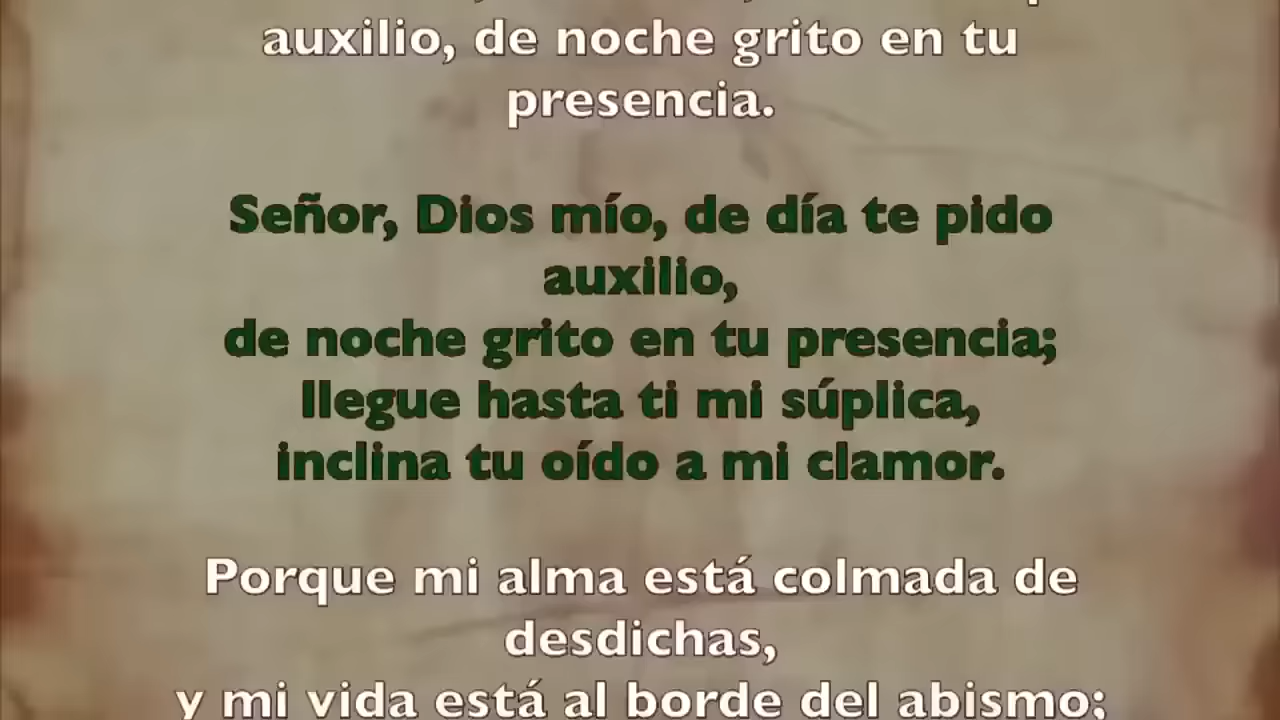 auxilio, de noche grito en tu
presencia.
Señor, Dios mío, de día te pido
auxilio,
de noche grito en tu presencia;
llegue hasta ti mi súplica,
inclina tu oído a mi clamor.
Porque mi alma está colmada de
desdichas,
y mi vida está al borde del abismo;